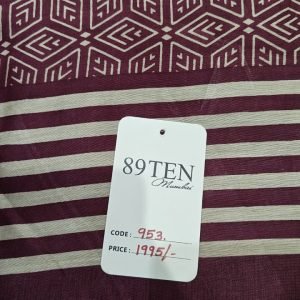 89TEN
Mumbai
CODE: 953.
PRICE: 1995/-